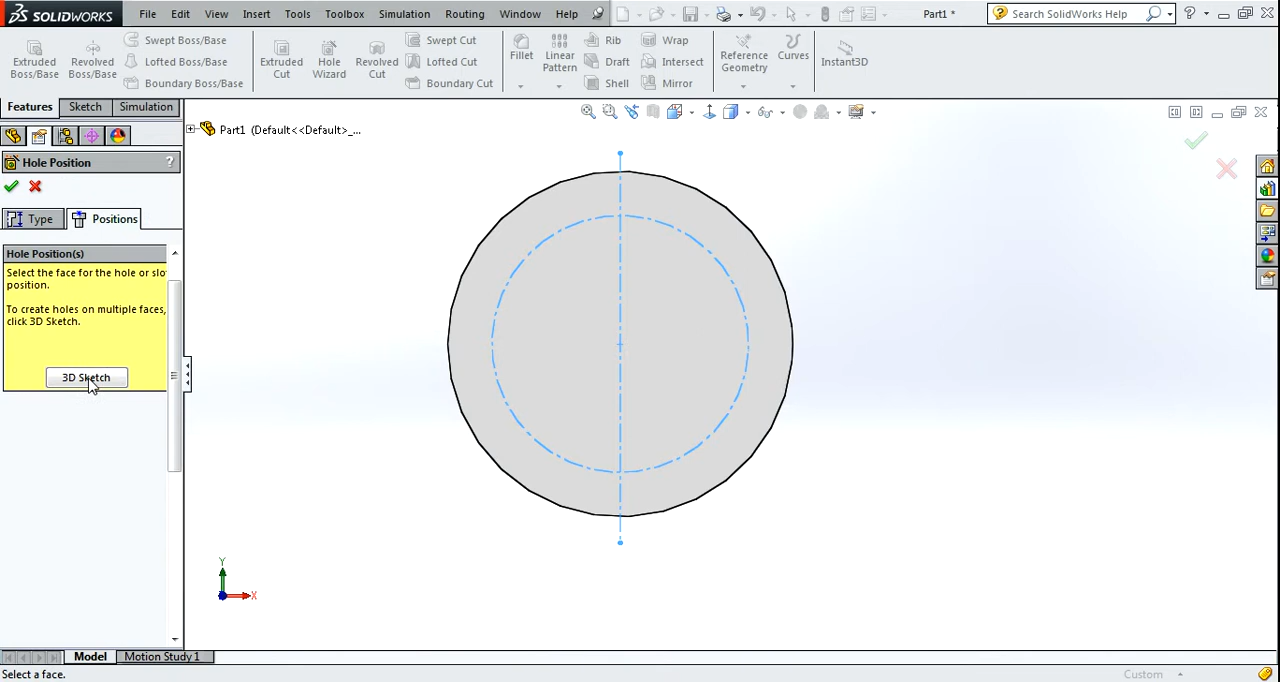 SOLIDWORKS File Edit View Insert Tools Toolbox Simulation Routing Window Help Part1 * Search SolidWorks Help
Extruded Boss/Base
Revolved Boss/Base
Swept Boss/Base
Lofted Boss/Base
Boundary Boss/Base
Extruded Cut
Hole Wizard
Revolved Cut
Swept Cut
Lofted Cut
Boundary Cut
Fillet
Linear Pattern
Rib
Draft
Shell
Wrap
Intersect
Mirror
Reference Geometry
Curves
Instant3D
Features Sketch Simulation
Part1 (Default<<Default>_...
Hole Position ?
Type Positions
Hole Position(s)
Select the face for the hole or slo
position.
To create holes on multiple faces,
click 3D Sketch.
3D Sketch
Y
X
Model Motion Study 1
Select a face. Custom